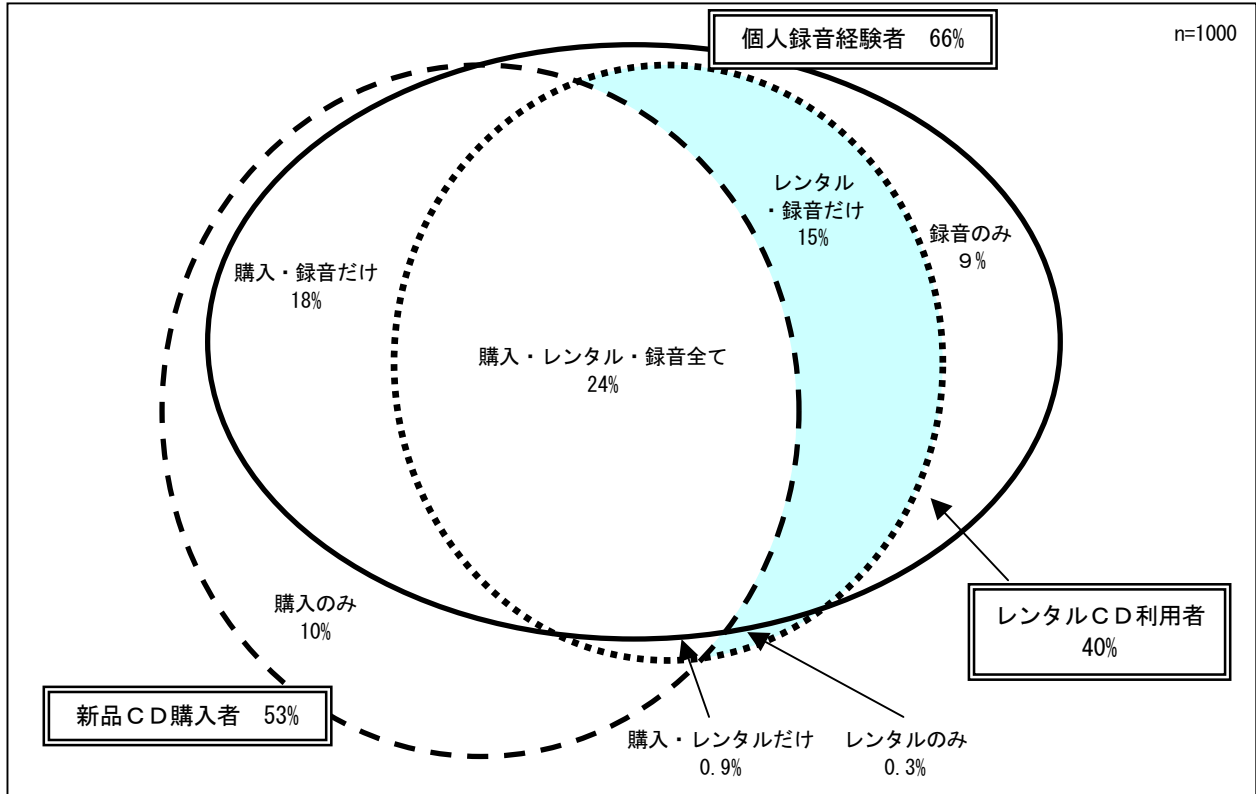 個人録音経験者　66%
n=1000
レンタル
・録音だけ
15%
録音のみ
９%
購入・録音だけ
18%
購入・レンタル・録音全て
24%
購入のみ
10%
レンタルＣＤ利用者
40%
新品ＣＤ購入者　53%
購入・レンタルだけ
0.9%
レンタルのみ
0.3%